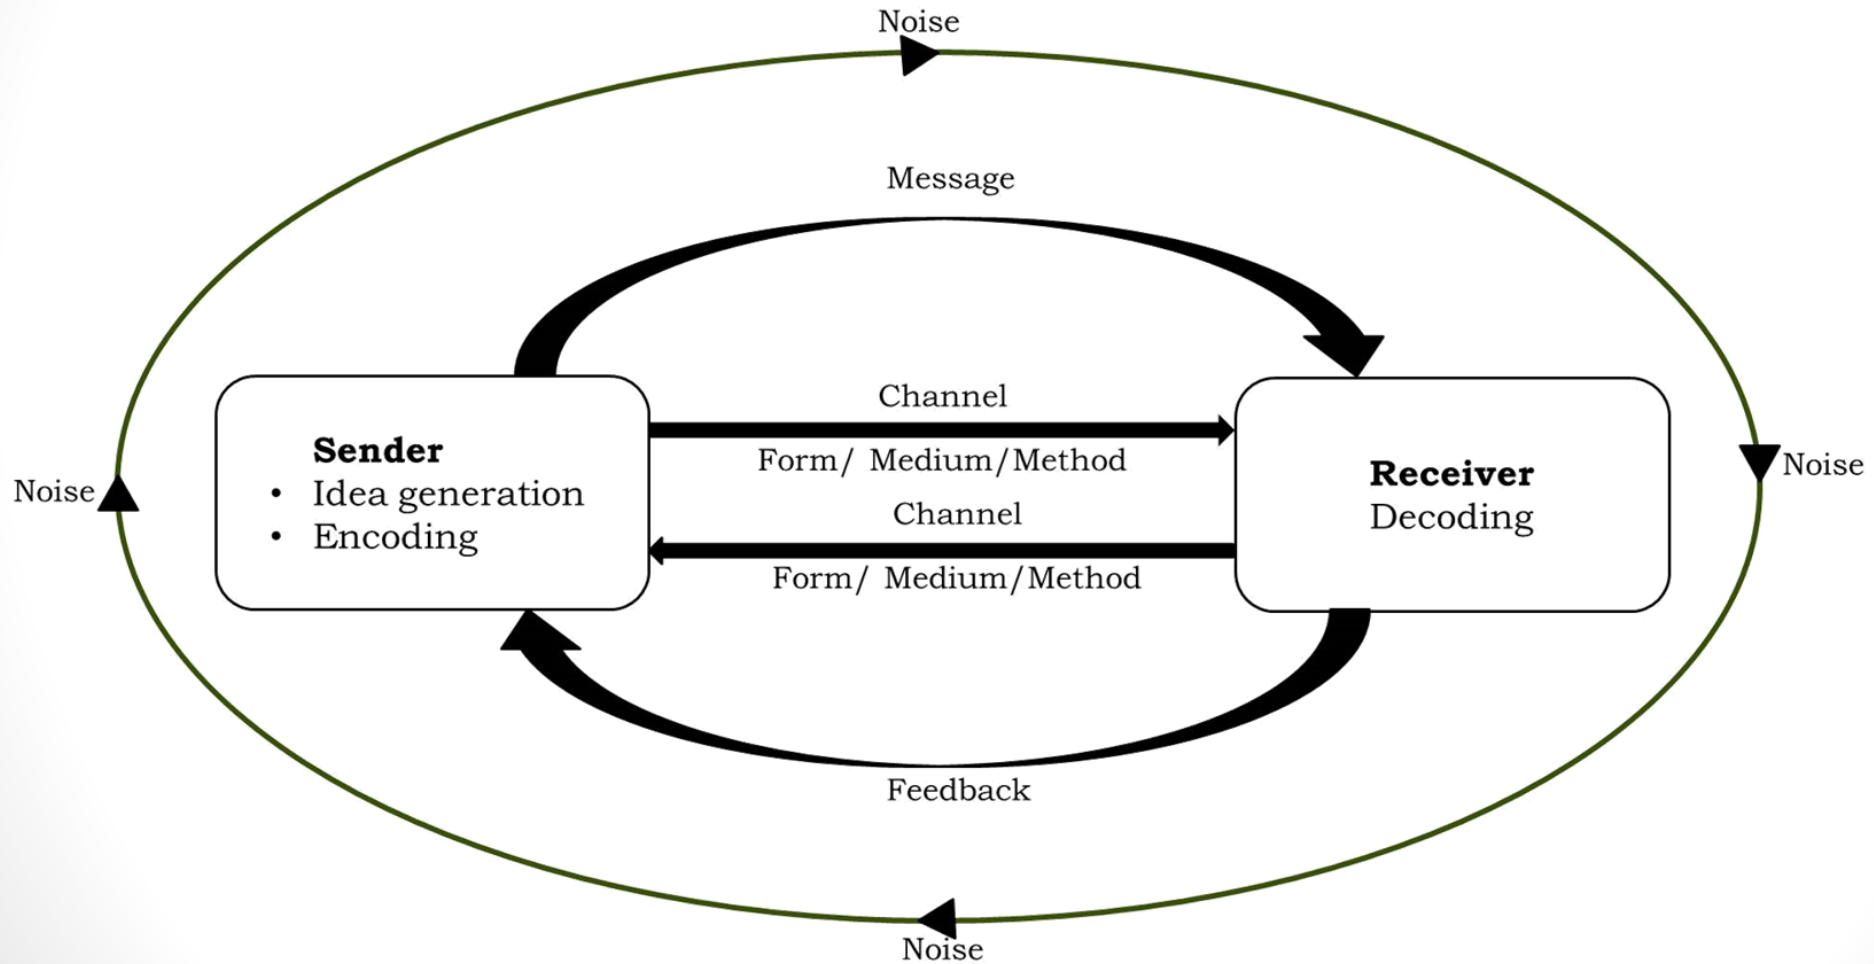 Noise
Message
Channel
Form/ Medium/Method
Sender
• Idea generation
• Encoding
Noise
Channel
Form/ Medium/Method
Receiver
Decoding
Noise
Feedback
Noise